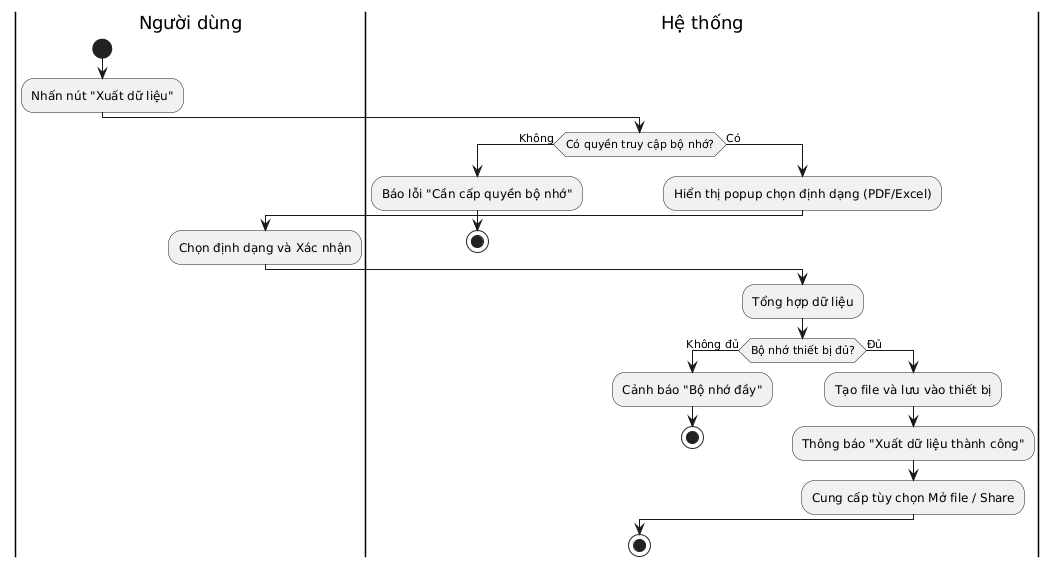 Người dùng
Hệ thống
Nhấn nút "Xuất dữ liệu"
Không
Có quyền truy cập bộ nhớ?
Có
Báo lỗi "Cần cấp quyền bộ nhớ"
Hiển thị popup chọn định dạng (PDF/Excel)
Chọn định dạng và Xác nhận
Tổng hợp dữ liệu
Không đủ
Bộ nhớ thiết bị đủ?
Đủ
Cảnh báo "Bộ nhớ đầy"
Tạo file và lưu vào thiết bị
Thông báo "Xuất dữ liệu thành công"
Cung cấp tùy chọn Mở file / Share